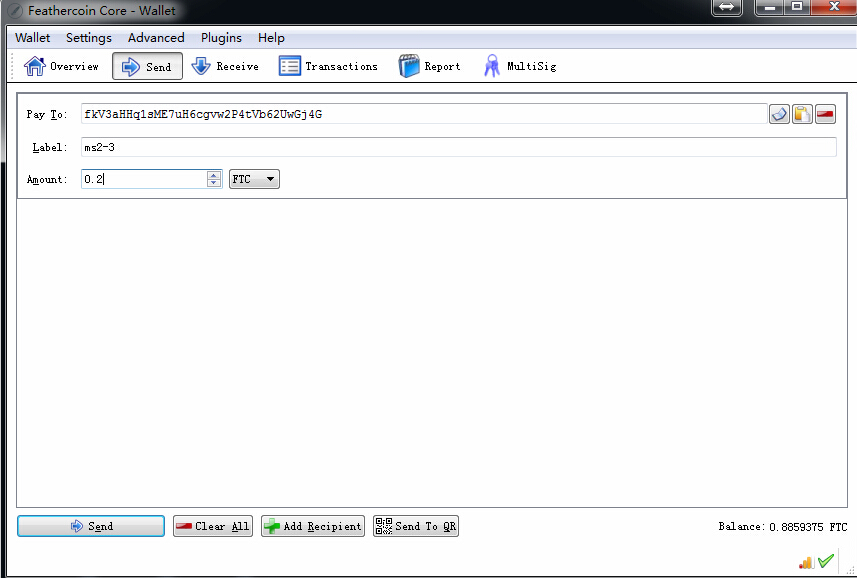 Feathercoin Core - Wallet
Wallet Settings Advanced Plugins Help
Overview Send Receive Transactions Report MultiSig
Pay To: fkV3aHHq1sME7uH6cgvw2P4tVb62UwGj4G
Label: ms2-3
Amount: 0.2 FTC
Send Clear All Add Recipient Send To QR Balance: 0.8859375 FTC